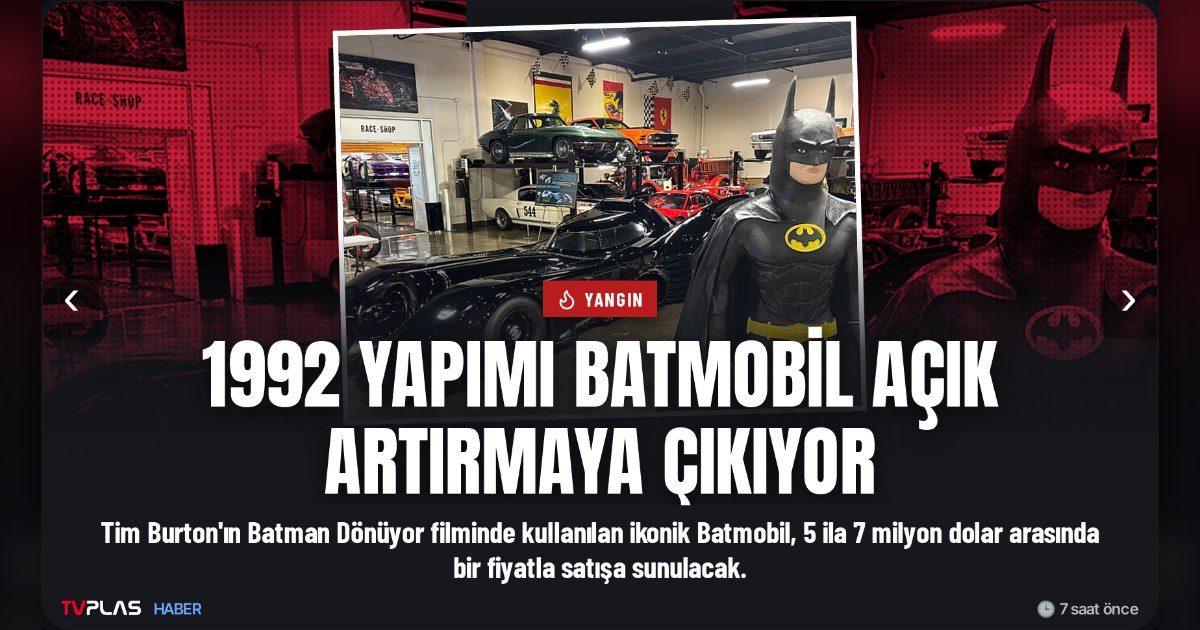 RACE-SHOP
RACE-SHOP
544
YANGIN
1992 YAPIMI BATMOBİL AÇIK
ARTIRMAYA ÇIKIYOR
Tim Burton'ın Batman Dönüyor filminde kullanılan ikonik Batmobil, 5 ila 7 milyon dolar arasında
bir fiyatla satışa sunulacak.
TVPLAS HABER
7 saat önce